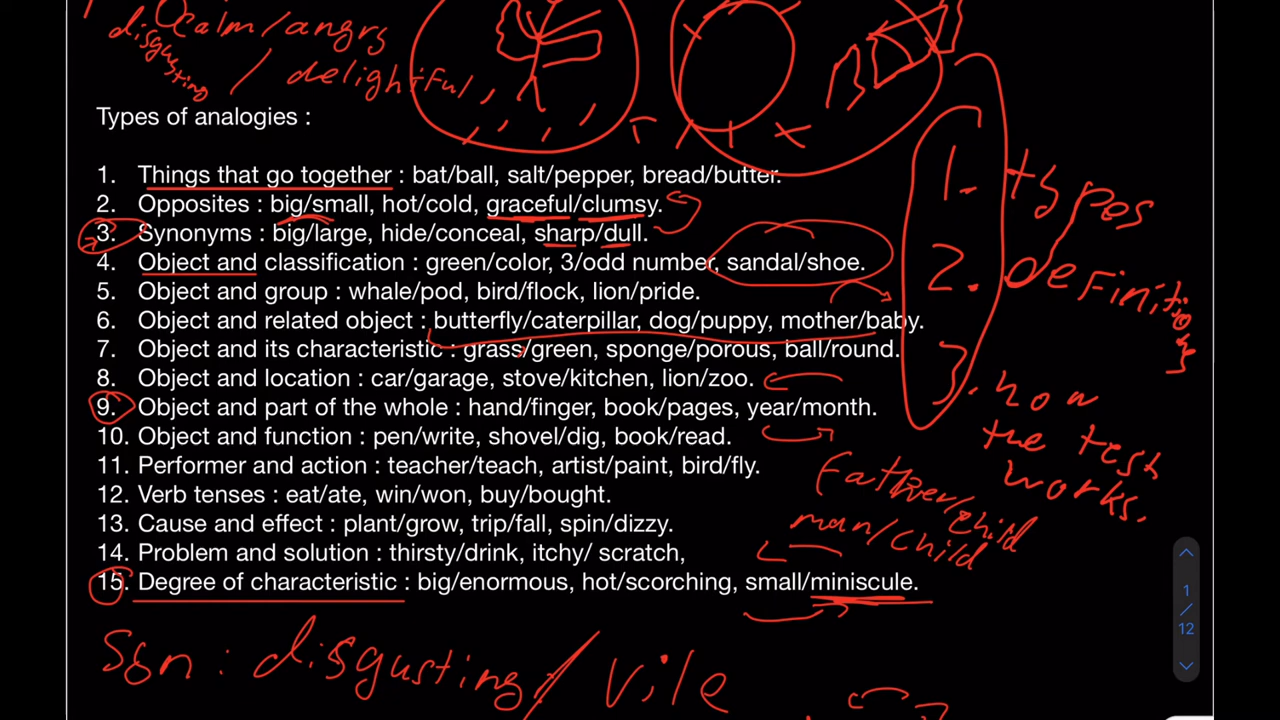 Calm/angry
disgusting / delightful,
Types of analogies :
1. Things that go together : bat/ball, salt/pepper, bread/butter.
2. Opposites : big/small, hot/cold, graceful/clumsy.
3. Synonyms : big/large, hide/conceal, sharp/dull.
4. Object and classification : green/color, 3/odd number, sandal/shoe.
5. Object and group : whale/pod, bird/flock, lion/pride.
6. Object and related object : butterfly/caterpillar, dog/puppy, mother/baby.
7. Object and its characteristic : grass/green, sponge/porous, ball/round.
8. Object and location : car/garage, stove/kitchen, lion/zoo.
9. Object and part of the whole : hand/finger, book/pages, year/month.
10. Object and function : pen/write, shovel/dig, book/read.
11. Performer and action : teacher/teach, artist/paint, bird/fly.
12. Verb tenses : eat/ate, win/won, buy/bought.
13. Cause and effect : plant/grow, trip/fall, spin/dizzy.
14. Problem and solution : thirsty/drink, itchy/ scratch,
15. Degree of characteristic : big/enormous, hot/scorching, small/miniscule.
1. types
2. definitions
3. how
the test
works.
Father/child
man/child
Syn : disgusting / vile
1
/
12